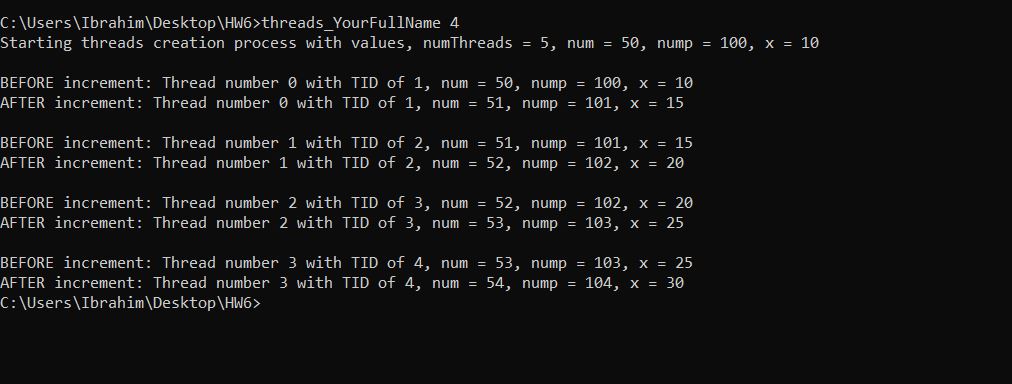 C:\Users\Ibrahim\Desktop\HW6>threads_YourFullName 4
Starting threads creation process with values, numThreads = 5, num = 50, nump = 100, x = 10
BEFORE increment: Thread number 0 with TID of 1, num = 50, nump = 100, x = 10
AFTER increment: Thread number 0 with TID of 1, num = 51, nump = 101, x = 15
BEFORE increment: Thread number 1 with TID of 2, num = 51, nump = 101, x = 15
AFTER increment: Thread number 1 with TID of 2, num = 52, nump = 102, x = 20
BEFORE increment: Thread number 2 with TID of 3, num = 52, nump = 102, x = 20
AFTER increment: Thread number 2 with TID of 3, num = 53, nump = 103, x = 25
BEFORE increment: Thread number 3 with TID of 4, num = 53, nump = 103, x = 25
AFTER increment: Thread number 3 with TID of 4, num = 54, nump = 104, x = 30
C:\Users\Ibrahim\Desktop\HW6>